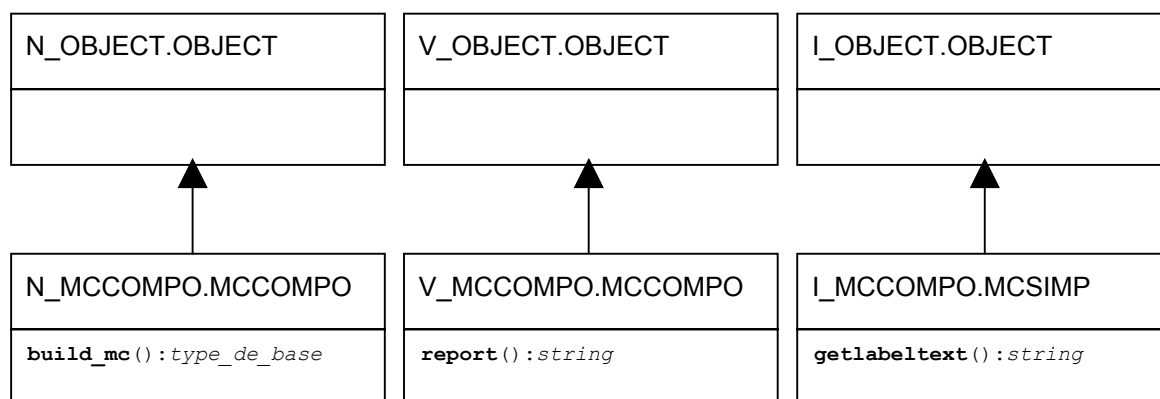 N_OBJECT.OBJECT
V_OBJECT.OBJECT
I_OBJECT.OBJECT
N_MCCOMPO.MCCOMPO
V_MCCOMPO.MCCOMPO
I_MCCOMPO.MCSIMP
build_mc():type_de_base
report():string
getlabeltext():string